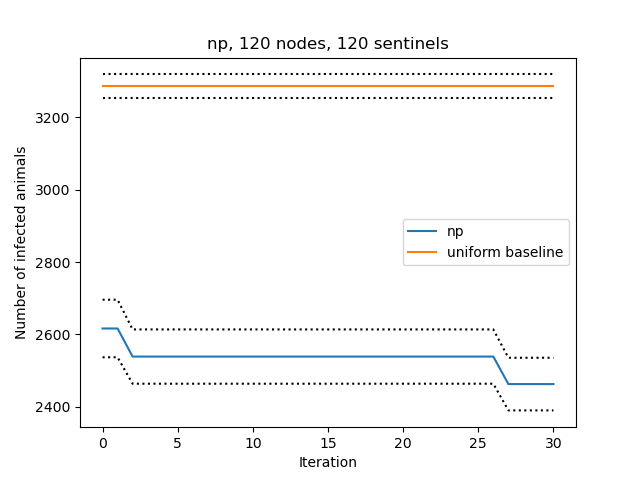 np, 120 nodes, 120 sentinels
Number of infected animals
3200
3000
2800
2600
2400
np
uniform baseline
0 5 10 15 20 25 30
Iteration